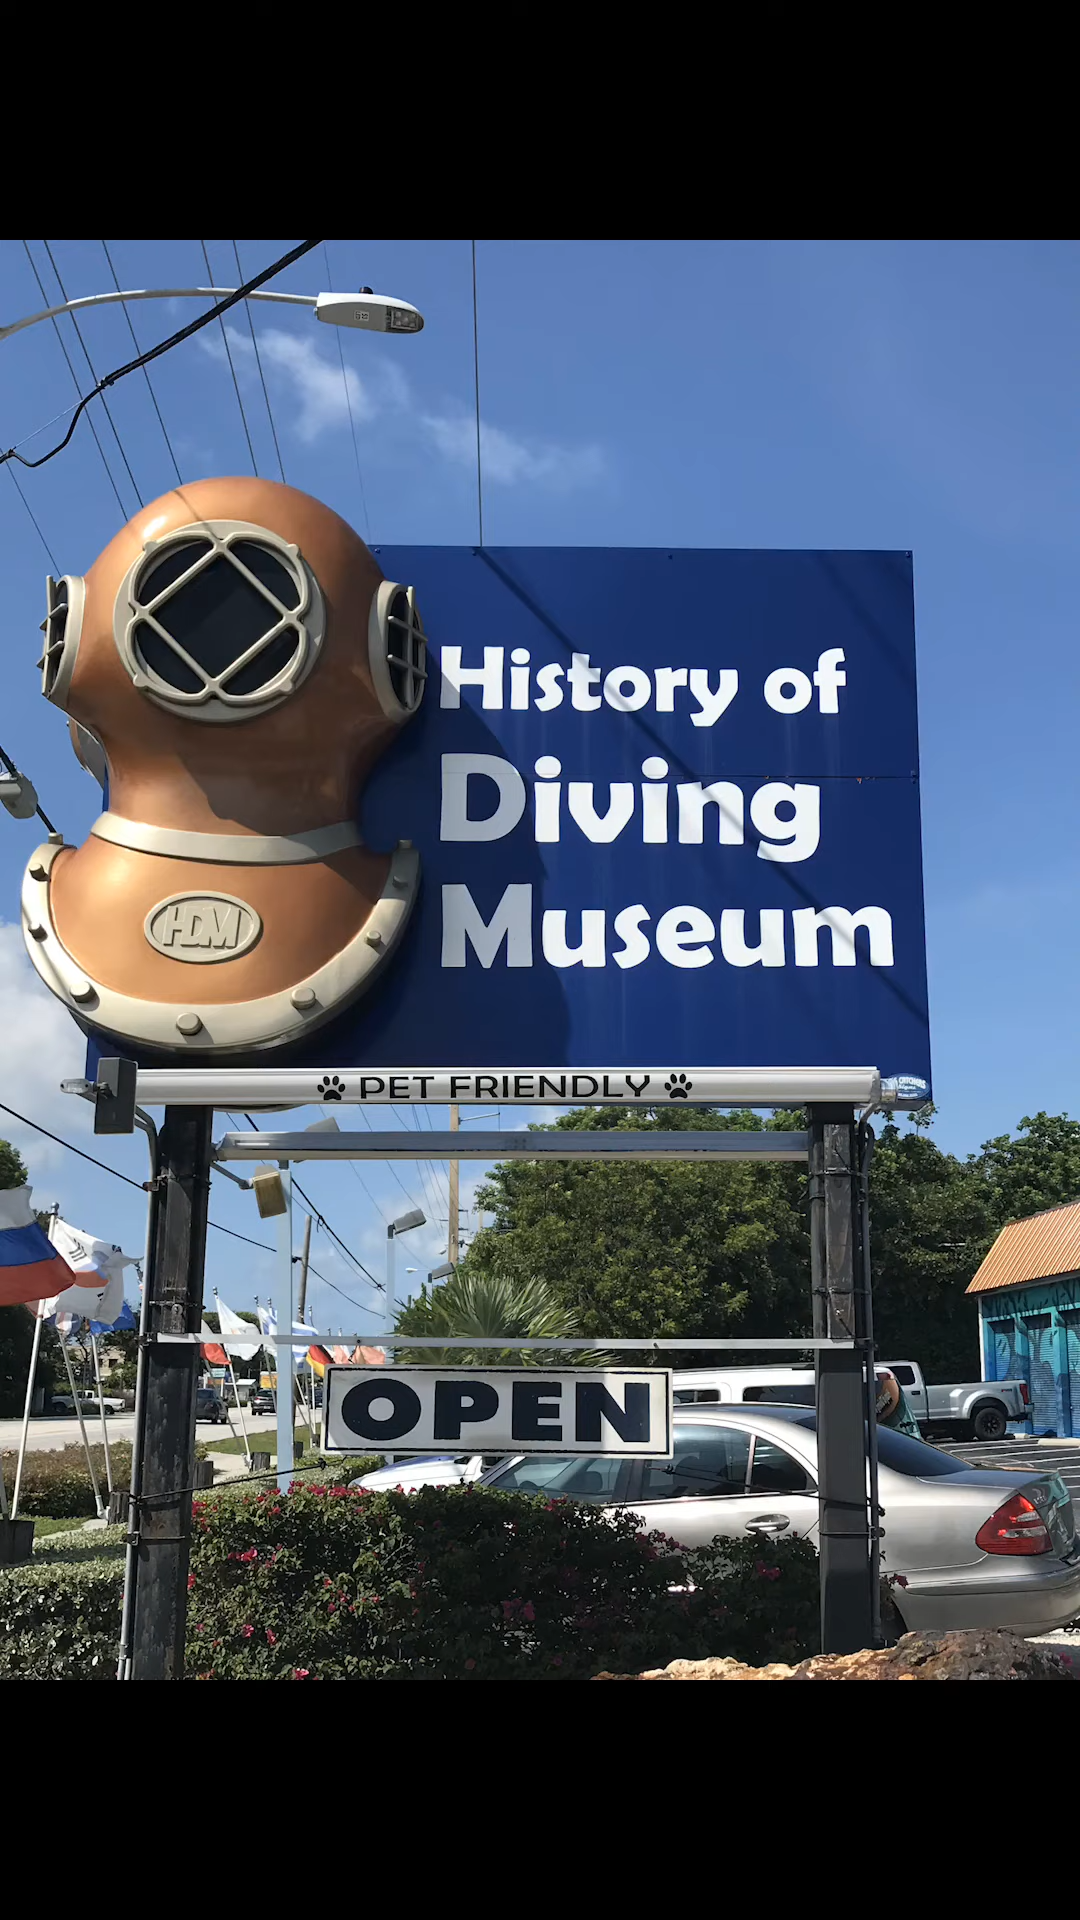 History of
Diving
Museum
HDM
PET FRIENDLY
OPEN